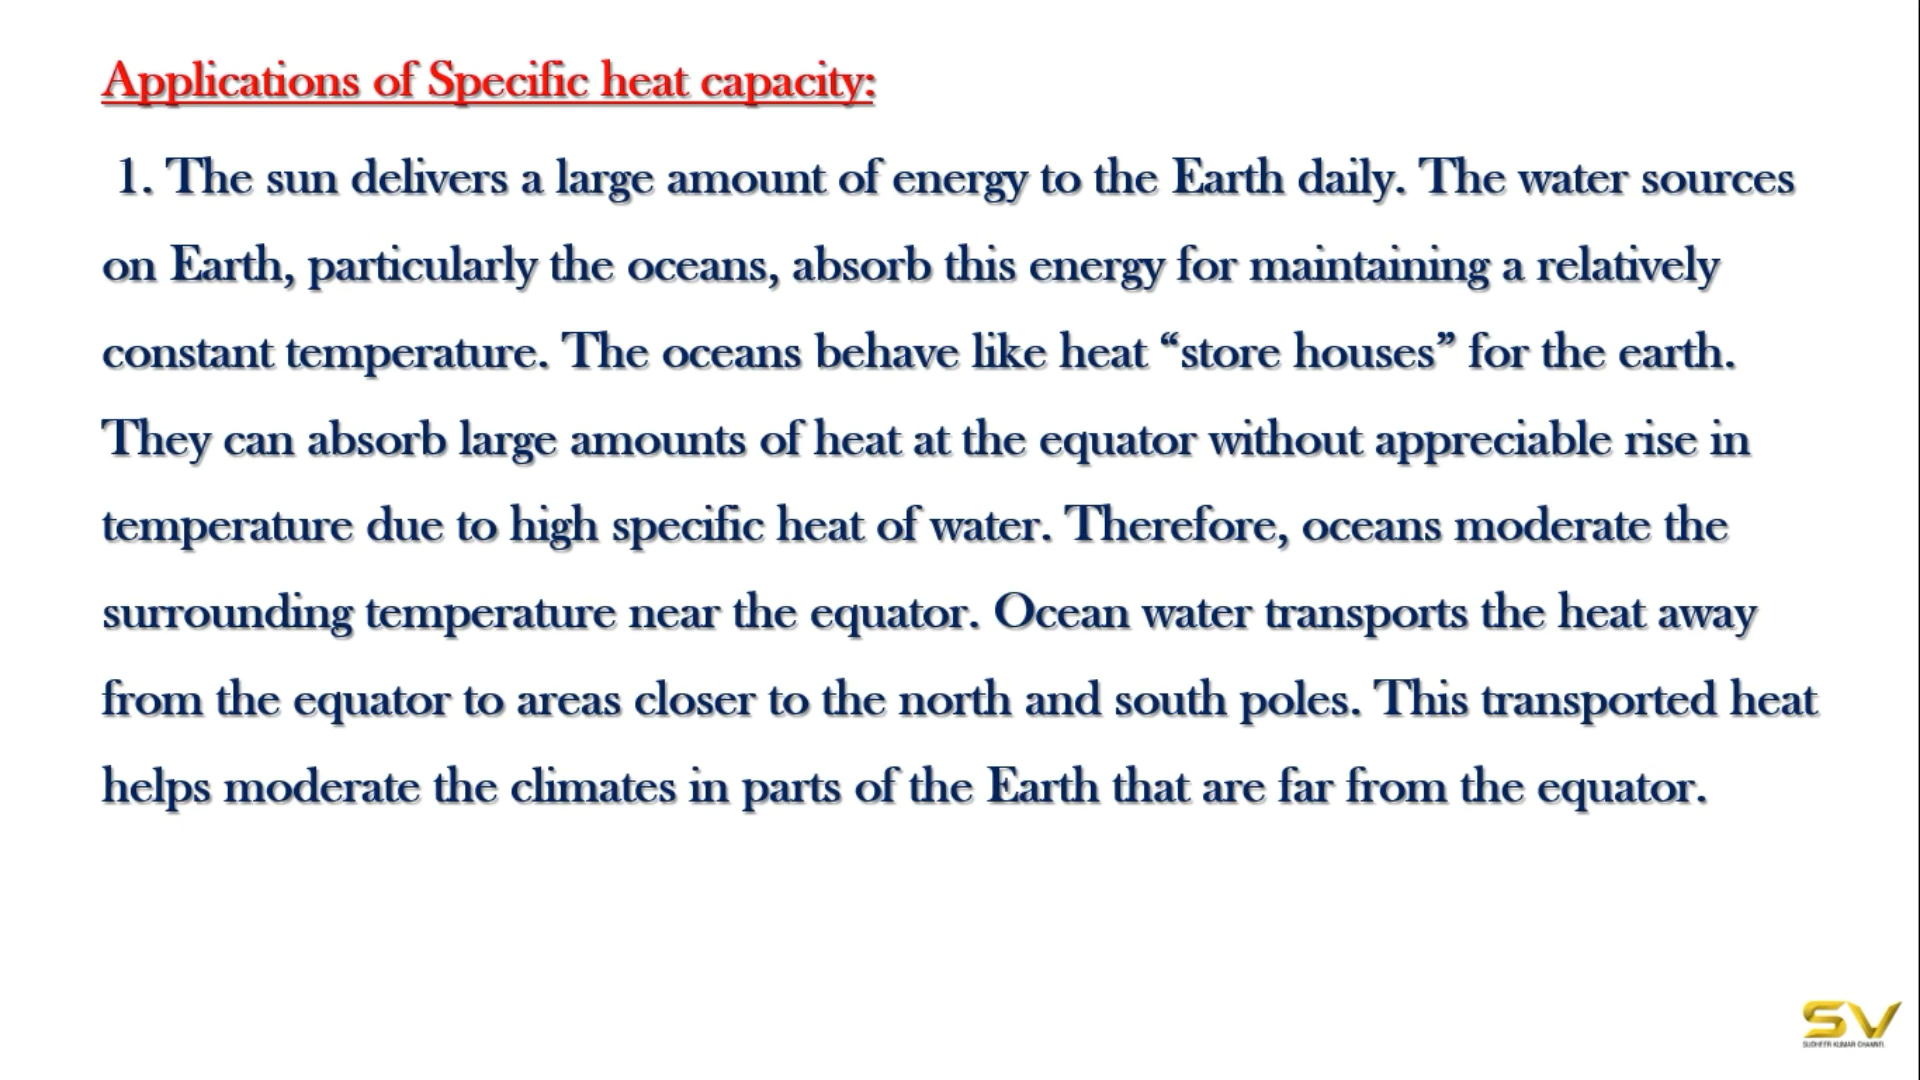 Applications of Specific heat capacity:
1. The sun delivers a large amount of energy to the Earth daily. The water sources
on Earth, particularly the oceans, absorb this energy for maintaining a relatively
constant temperature. The oceans behave like heat “store houses” for the earth.
They can absorb large amounts of heat at the equator without appreciable rise in
temperature due to high specific heat of water. Therefore, oceans moderate the
surrounding temperature near the equator. Ocean water transports the heat away
from the equator to areas closer to the north and south poles. This transported heat
helps moderate the climates in parts of the Earth that are far from the equator.
SV
SUDHEER KUMAR CHANNEL